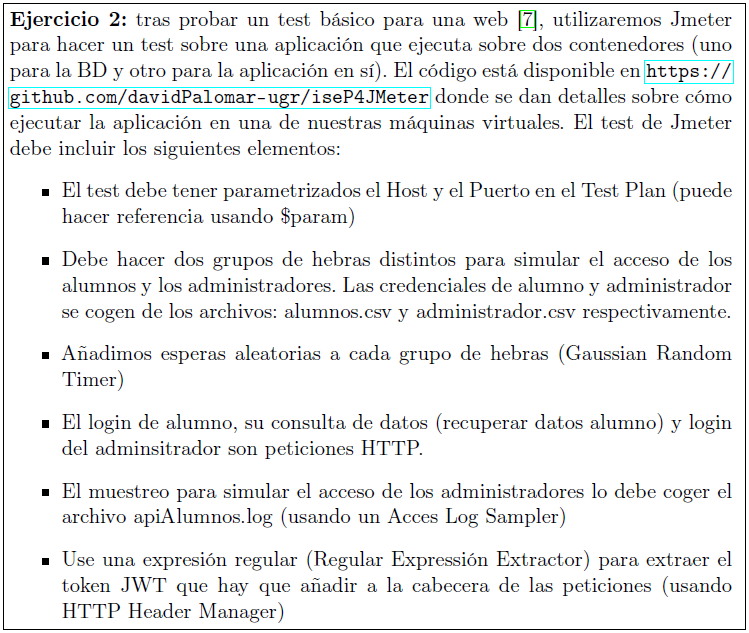 Ejercicio 2: tras probar un test básico para una web [7], utilizaremos Jmeter
para hacer un test sobre una aplicación que ejecuta sobre dos contenedores (uno
para la BD y otro para la aplicación en sí). El código está disponible en https://
github.com/davidPalomar-ugr/iseP4JMeter donde se dan detalles sobre cómo
ejecutar la aplicación en una de nuestras máquinas virtuales. El test de Jmeter
debe incluir los siguientes elementos:
▪ El test debe tener parametrizados el Host y el Puerto en el Test Plan (puede
hacer referencia usando $param)
▪ Debe hacer dos grupos de hebras distintos para simular el acceso de los
alumnos y los administradores. Las credenciales de alumno y administrador
se cogen de los archivos: alumnos.csv y administrador.csv respectivamente.
▪ Añadimos esperas aleatorias a cada grupo de hebras (Gaussian Random
Timer)
▪ El login de alumno, su consulta de datos (recuperar datos alumno) y login
del adminsitrador son peticiones HTTP.
▪ El muestreo para simular el acceso de los administradores lo debe coger el
archivo apiAlumnos.log (usando un Acces Log Sampler)
▪ Use una expresión regular (Regular Expressión Extractor) para extraer el
token JWT que hay que añadir a la cabecera de las peticiones (usando
HTTP Header Manager)